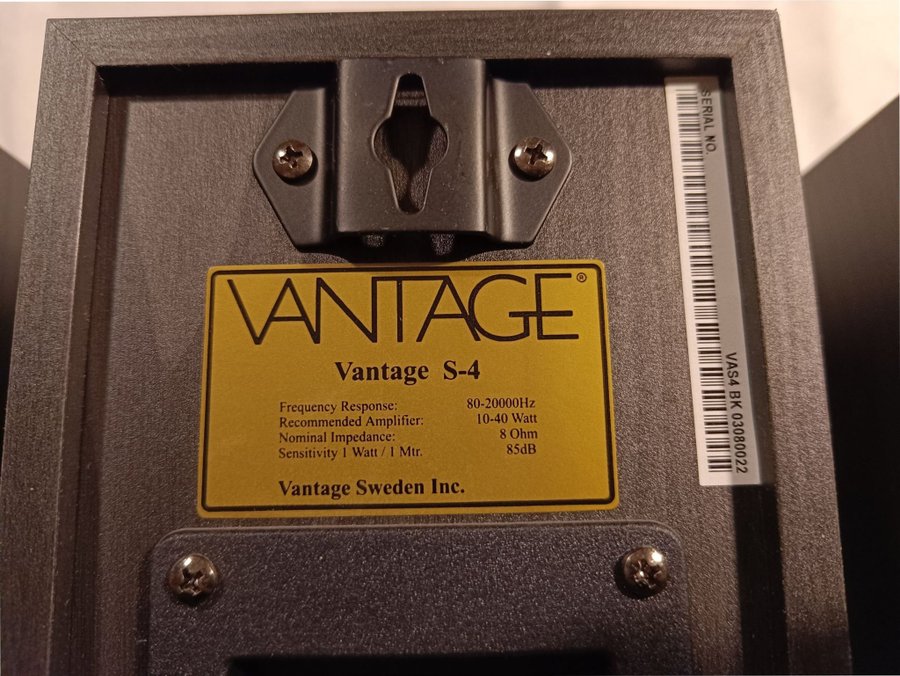 VANTAGE®
Vantage S-4
Frequency Response: 80-20000Hz
Recommended Amplifier: 10-40 Watt
Nominal Impedance: 8 Ohm
Sensitivity 1 Watt / 1 Mtr. 85dB
Vantage Sweden Inc.
SERIAL NO.
VAS4 BK 03080022